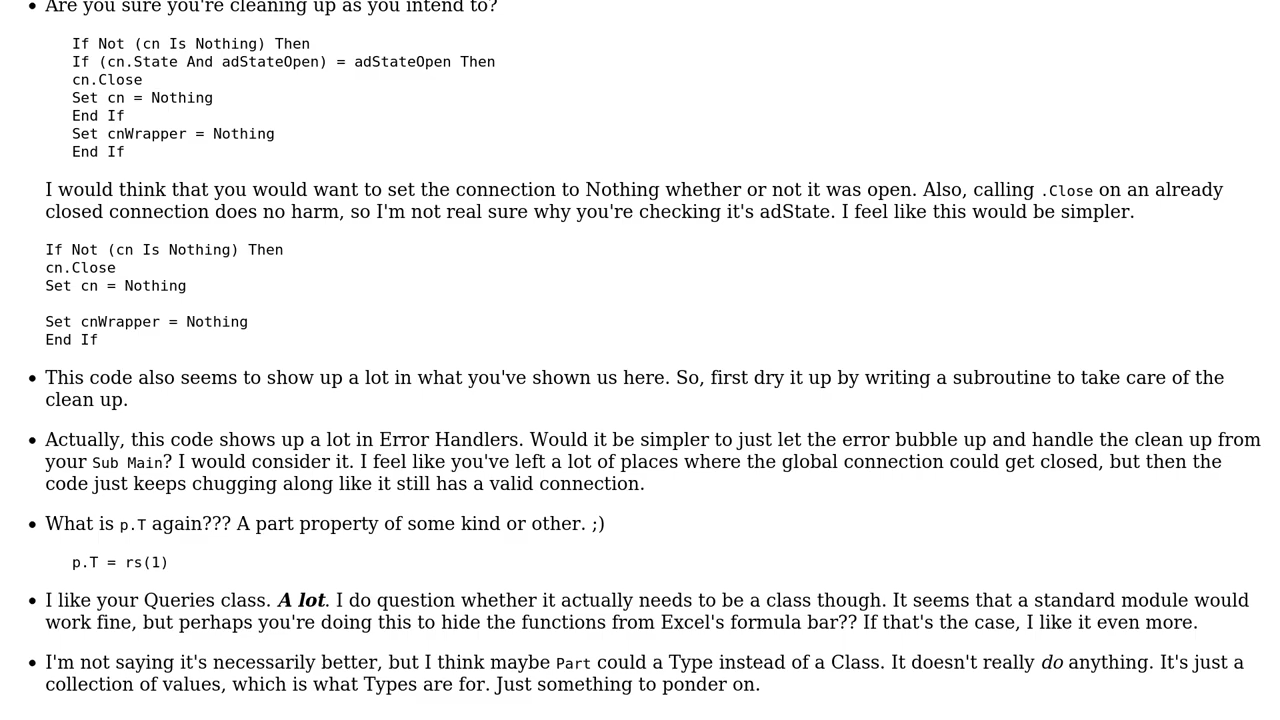 • Are you sure you're cleaning up as you intend to?
If Not (cn Is Nothing) Then
If (cn.State And adStateOpen) = adStateOpen Then
cn.Close
Set cn = Nothing
End If
Set cnWrapper = Nothing
End If
I would think that you would want to set the connection to Nothing whether or not it was open. Also, calling .Close on an already
closed connection does no harm, so I'm not real sure why you're checking it's adState. I feel like this would be simpler.
If Not (cn Is Nothing) Then
cn.Close
Set cn = Nothing
Set cnWrapper = Nothing
End If
• This code also seems to show up a lot in what you've shown us here. So, first dry it up by writing a subroutine to take care of the
clean up.
• Actually, this code shows up a lot in Error Handlers. Would it be simpler to just let the error bubble up and handle the clean up from
your Sub Main? I would consider it. I feel like you've left a lot of places where the global connection could get closed, but then the
code just keeps chugging along like it still has a valid connection.
• What is p.T again??? A part property of some kind or other. ;)
p.T = rs(1)
• I like your Queries class. A lot. I do question whether it actually needs to be a class though. It seems that a standard module would
work fine, but perhaps you're doing this to hide the functions from Excel's formula bar?? If that's the case, I like it even more.
• I'm not saying it's necessarily better, but I think maybe Part could a Type instead of a Class. It doesn't really do anything. It's just a
collection of values, which is what Types are for. Just something to ponder on.